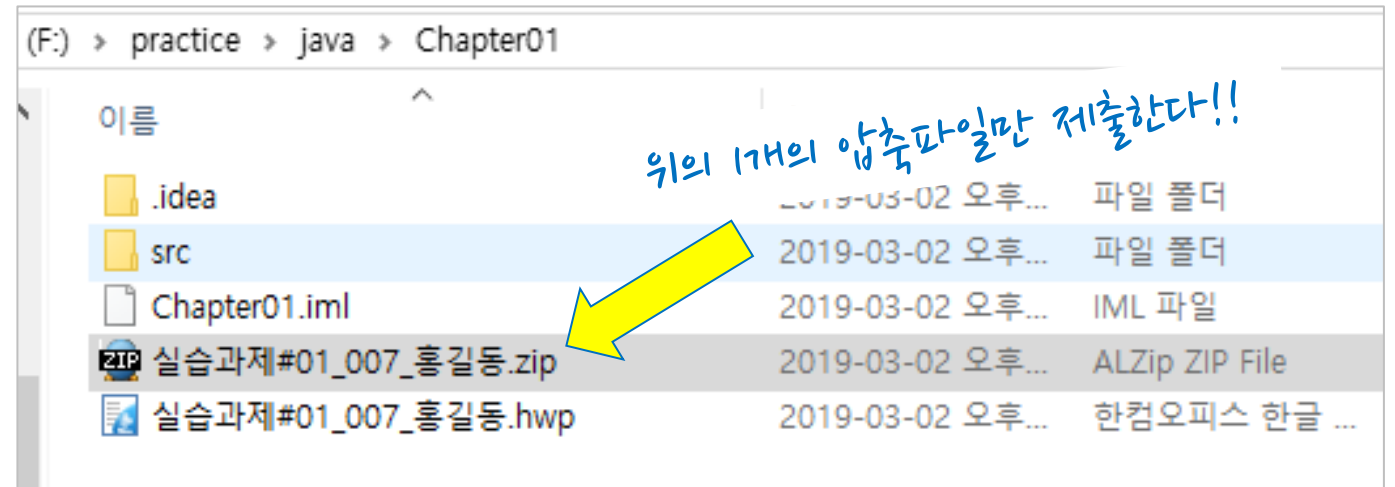 (F:) > practice > java > Chapter01
이름
위의 1개의 압축파일만 제출한다!!
.idea 2019-03-02 오후... 파일 폴더
src 2019-03-02 오후... 파일 폴더
Chapter01.iml 2019-03-02 오후... IML 파일
ZIP 실습과제#01_007_홍길동.zip 2019-03-02 오후... ALZip ZIP File
실습과제#01_007_홍길동.hwp 2019-03-02 오후... 한컴오피스 한글 ...